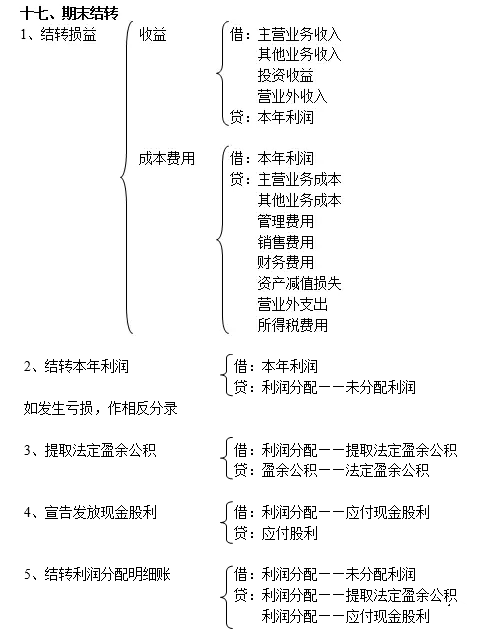 十七、期末结转
1、结转损益 收益 借：主营业务收入
其他业务收入
投资收益
营业外收入
贷：本年利润
成本费用 借：本年利润
贷：主营业务成本
其他业务成本
管理费用
销售费用
财务费用
资产减值损失
营业外支出
所得税费用
2、结转本年利润 借：本年利润
贷：利润分配——未分配利润
如发生亏损，作相反分录
3、提取法定盈余公积 借：利润分配——提取法定盈余公积
贷：盈余公积——法定盈余公积
4、宣告发放现金股利 借：利润分配——应付现金股利
贷：应付股利
5、结转利润分配明细账 借：利润分配——未分配利润
贷：利润分配——提取法定盈余公积
利润分配——应付现金股利